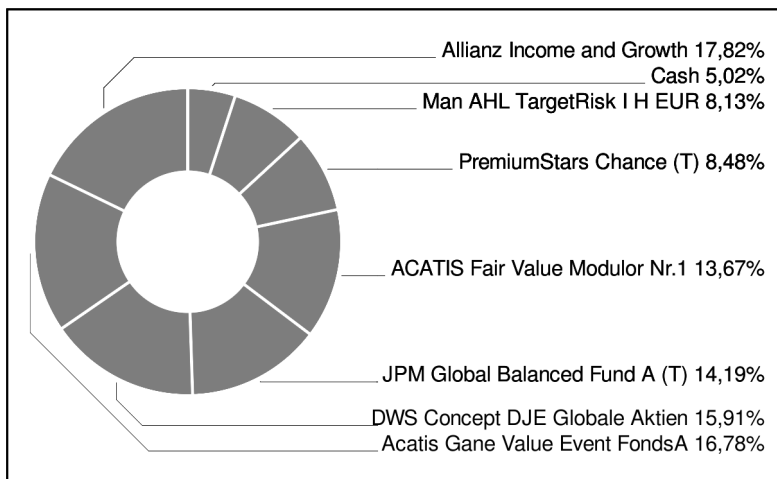 Allianz Income and Growth 17,82%
Cash 5,02%
Man AHL TargetRisk I H EUR 8,13%
PremiumStars Chance (T) 8,48%
ACATIS Fair Value Modulor Nr.1 13,67%
JPM Global Balanced Fund A (T) 14,19%
DWS Concept DJE Globale Aktien 15,91%
Acatis Gane Value Event FondsA 16,78%